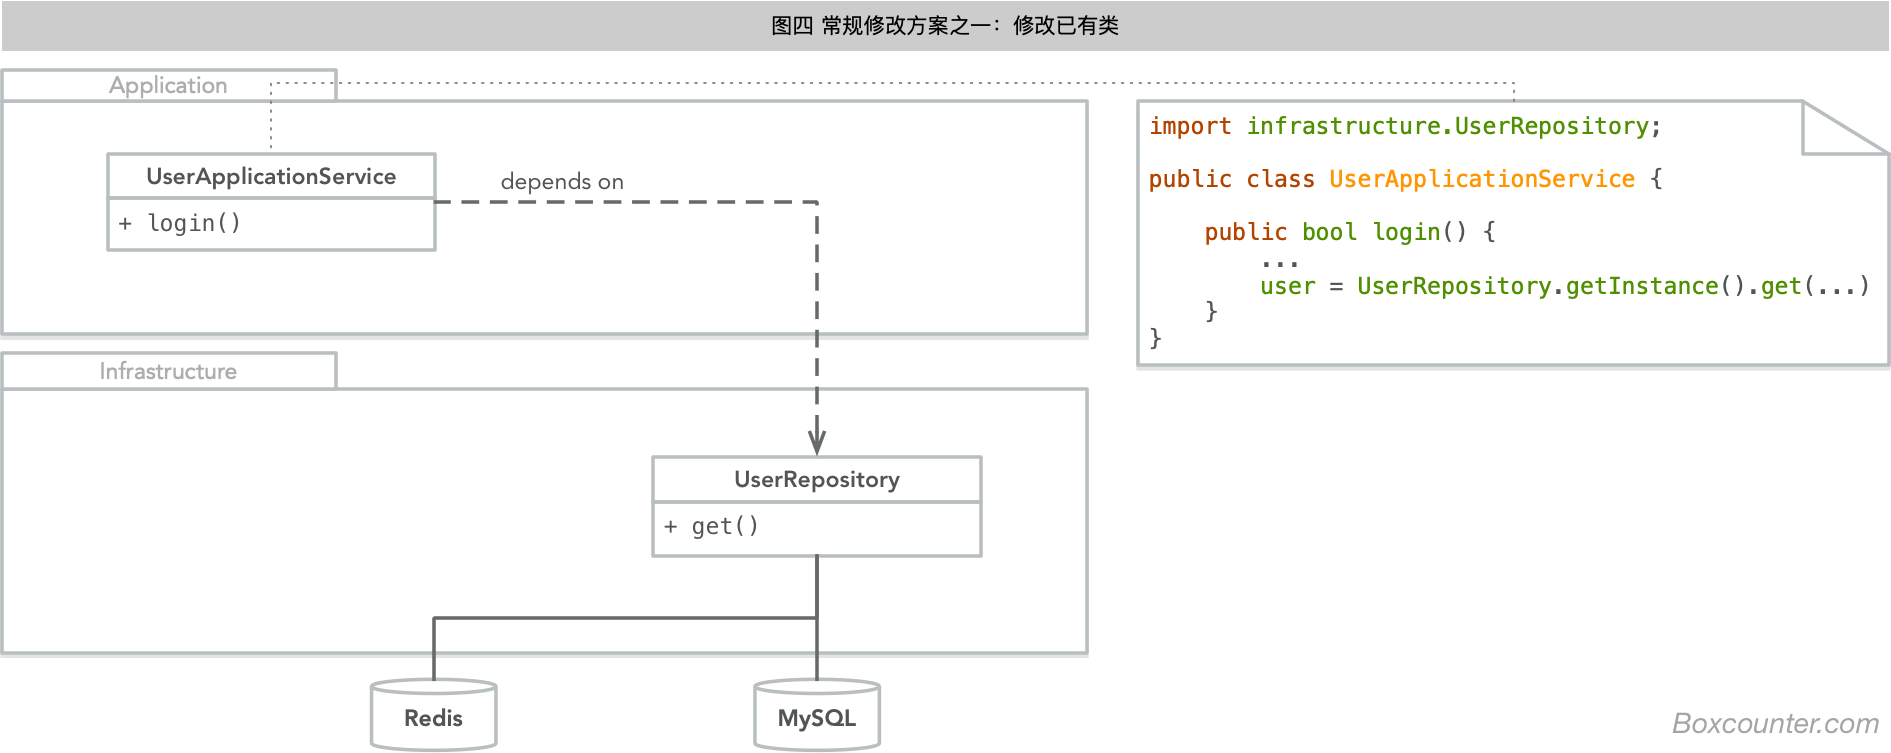 图四 常规修改方案之一：修改已有类
Application
UserApplicationService
+ login()
depends on
import infrastructure.UserRepository;
public class UserApplicationService {
public bool login() {
...
user = UserRepository.getInstance().get(...)
}
}
Infrastructure
UserRepository
+ get()
Redis
MySQL
Boxcounter.com